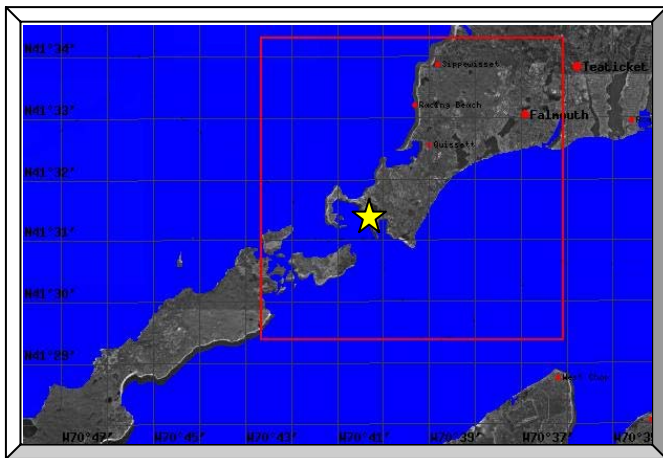 N41°34'
Sippewisset
Teaticket
N41°33'
Racing Beach
Falmouth
Quissett
N41°32'
N41°31'
N41°30'
N41°29'
West Chop
W70°47' W70°45' W70°43' W70°41' W70°39' W70°37'